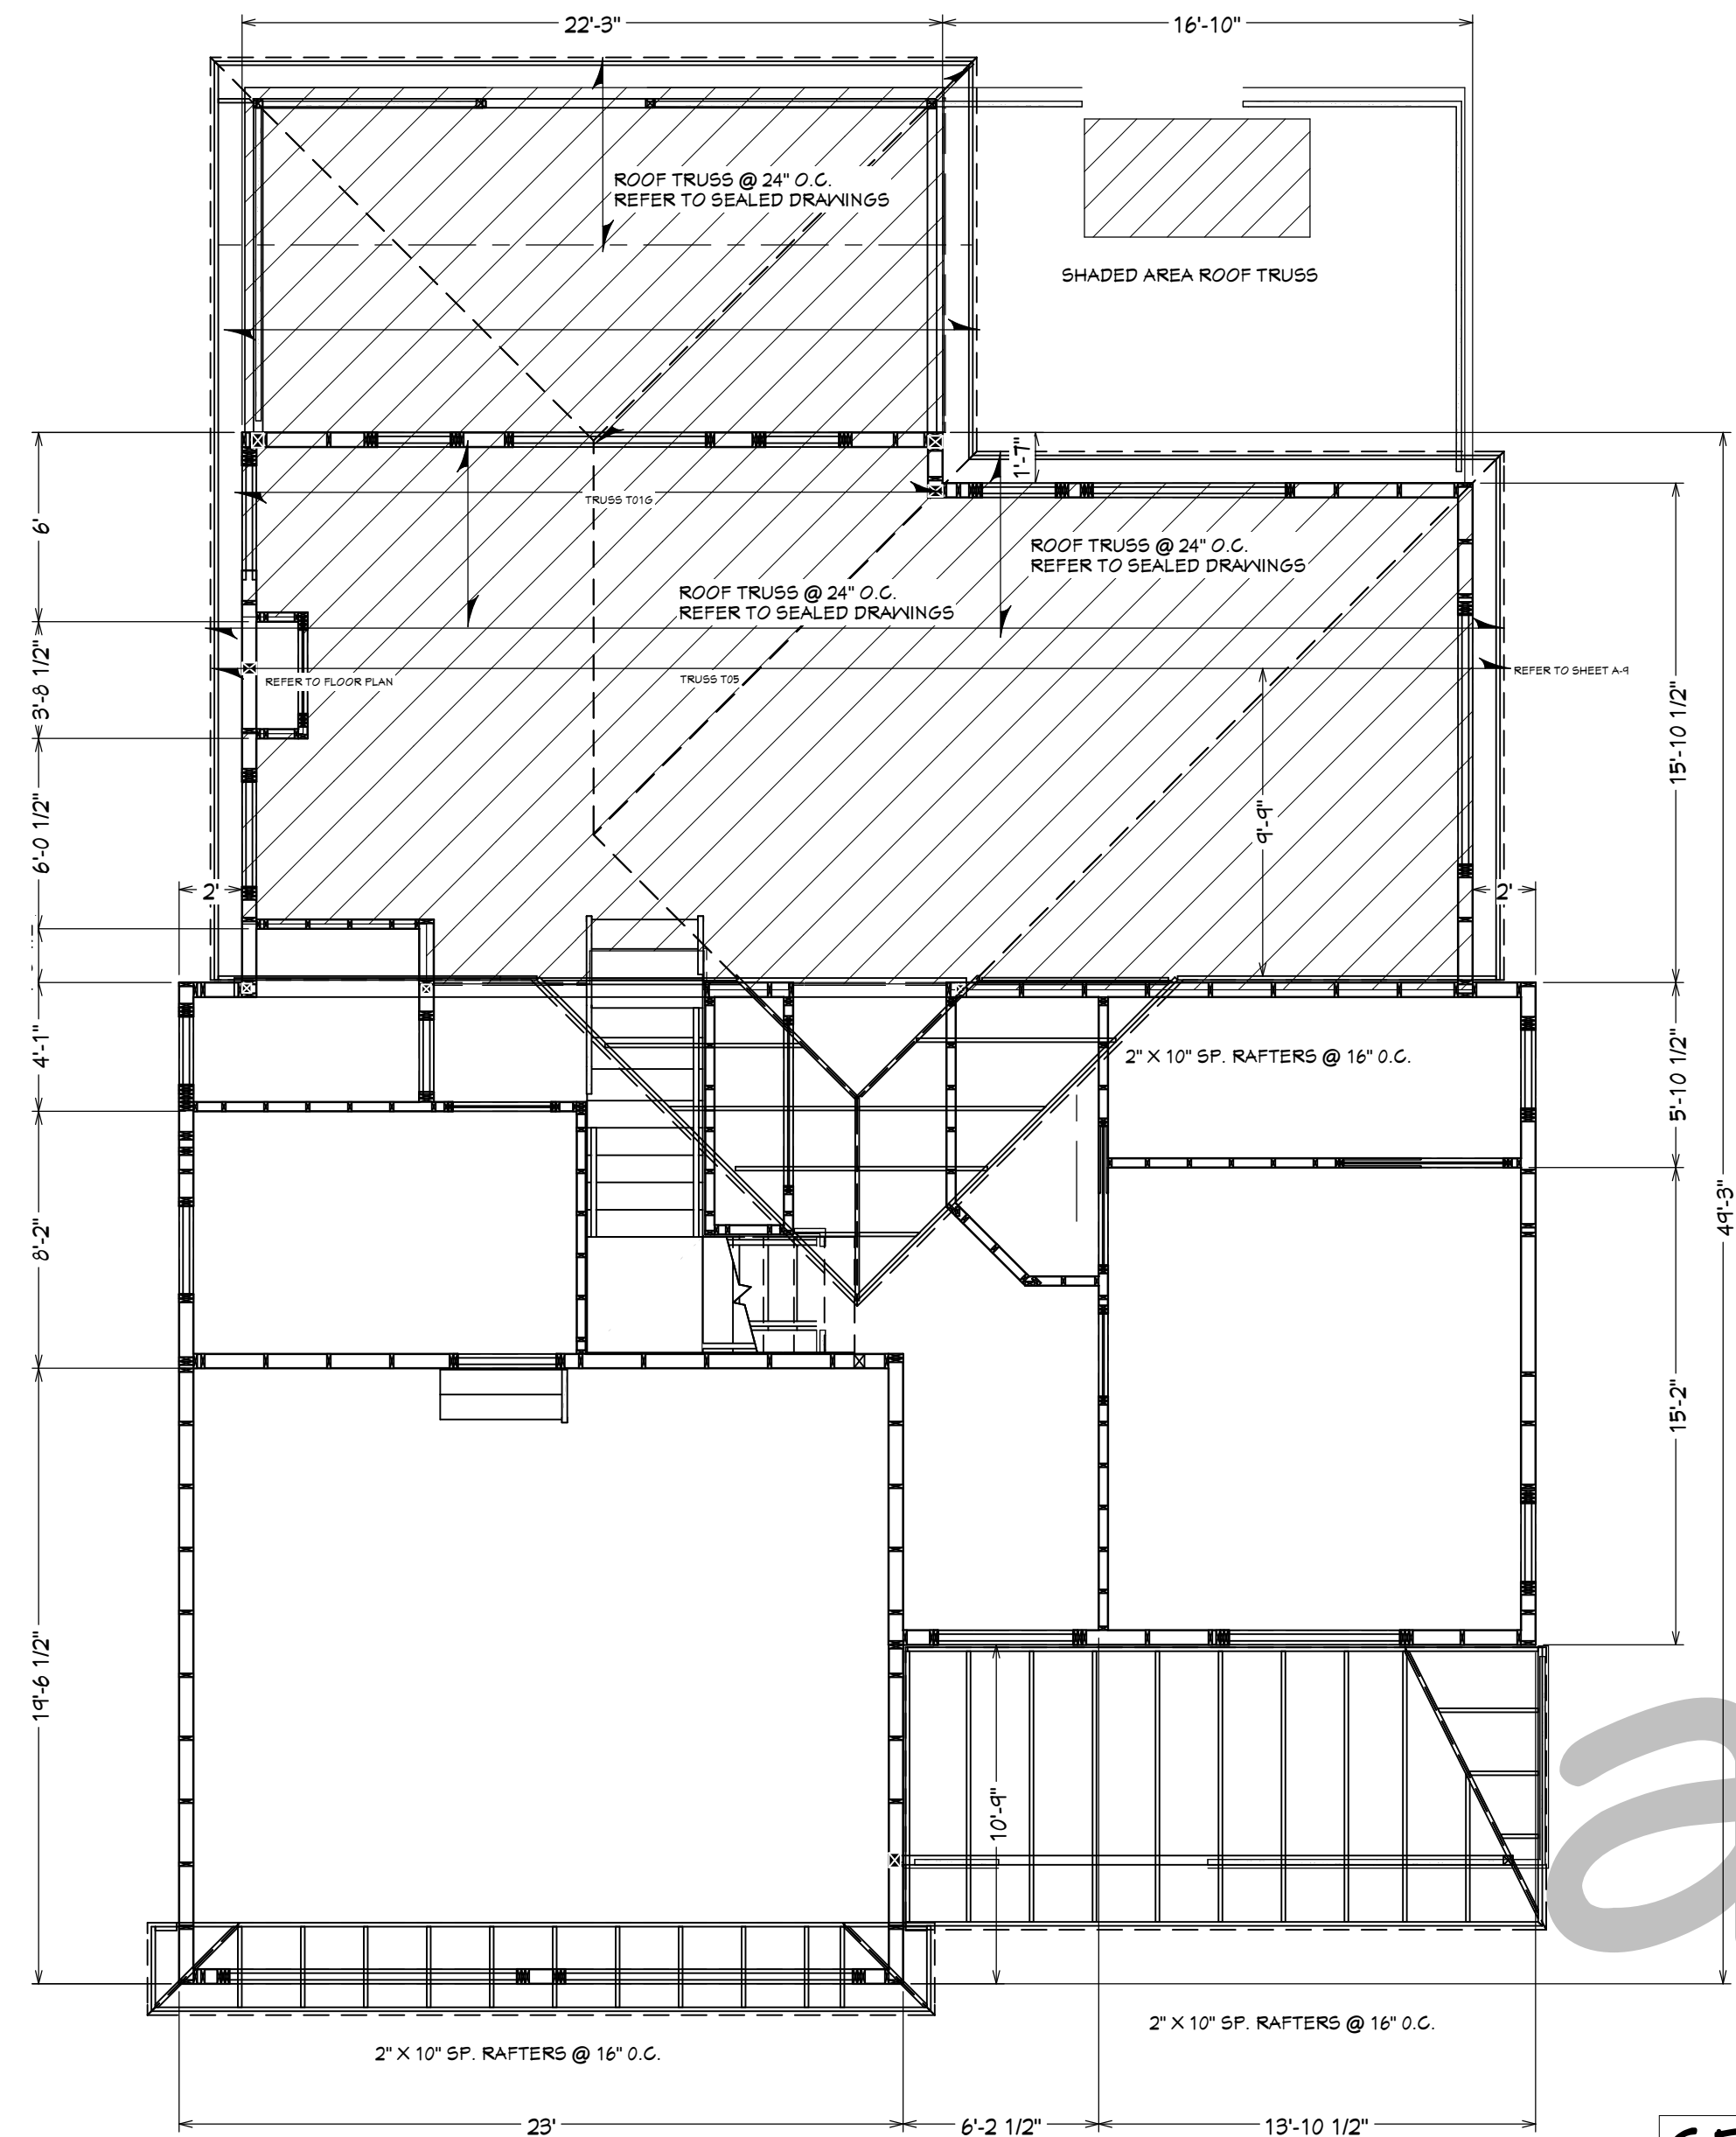 22'-3"
16'-10"
ROOF TRUSS @ 24" O.C.
REFER TO SEALED DRAWINGS
SHADED AREA ROOF TRUSS
1'-7"
6'
TRUSS T01G
ROOF TRUSS @ 24" O.C.
REFER TO SEALED DRAWINGS
ROOF TRUSS @ 24" O.C.
REFER TO SEALED DRAWINGS
3'-8 1/2"
REFER TO FLOOR PLAN
TRUSS T05
REFER TO SHEET A-9
15'-10 1/2"
6'-0 1/2"
9'-9"
2'
2'
4'-1"
2" X 10" SP. RAFTERS @ 16" O.C.
5'-10 1/2"
8'-2"
49'-3"
15'-2"
19'-6 1/2"
10'-9"
a
2" X 10" SP. RAFTERS @ 16" O.C.
2" X 10" SP. RAFTERS @ 16" O.C.
23'
6'-2 1/2"
13'-10 1/2"